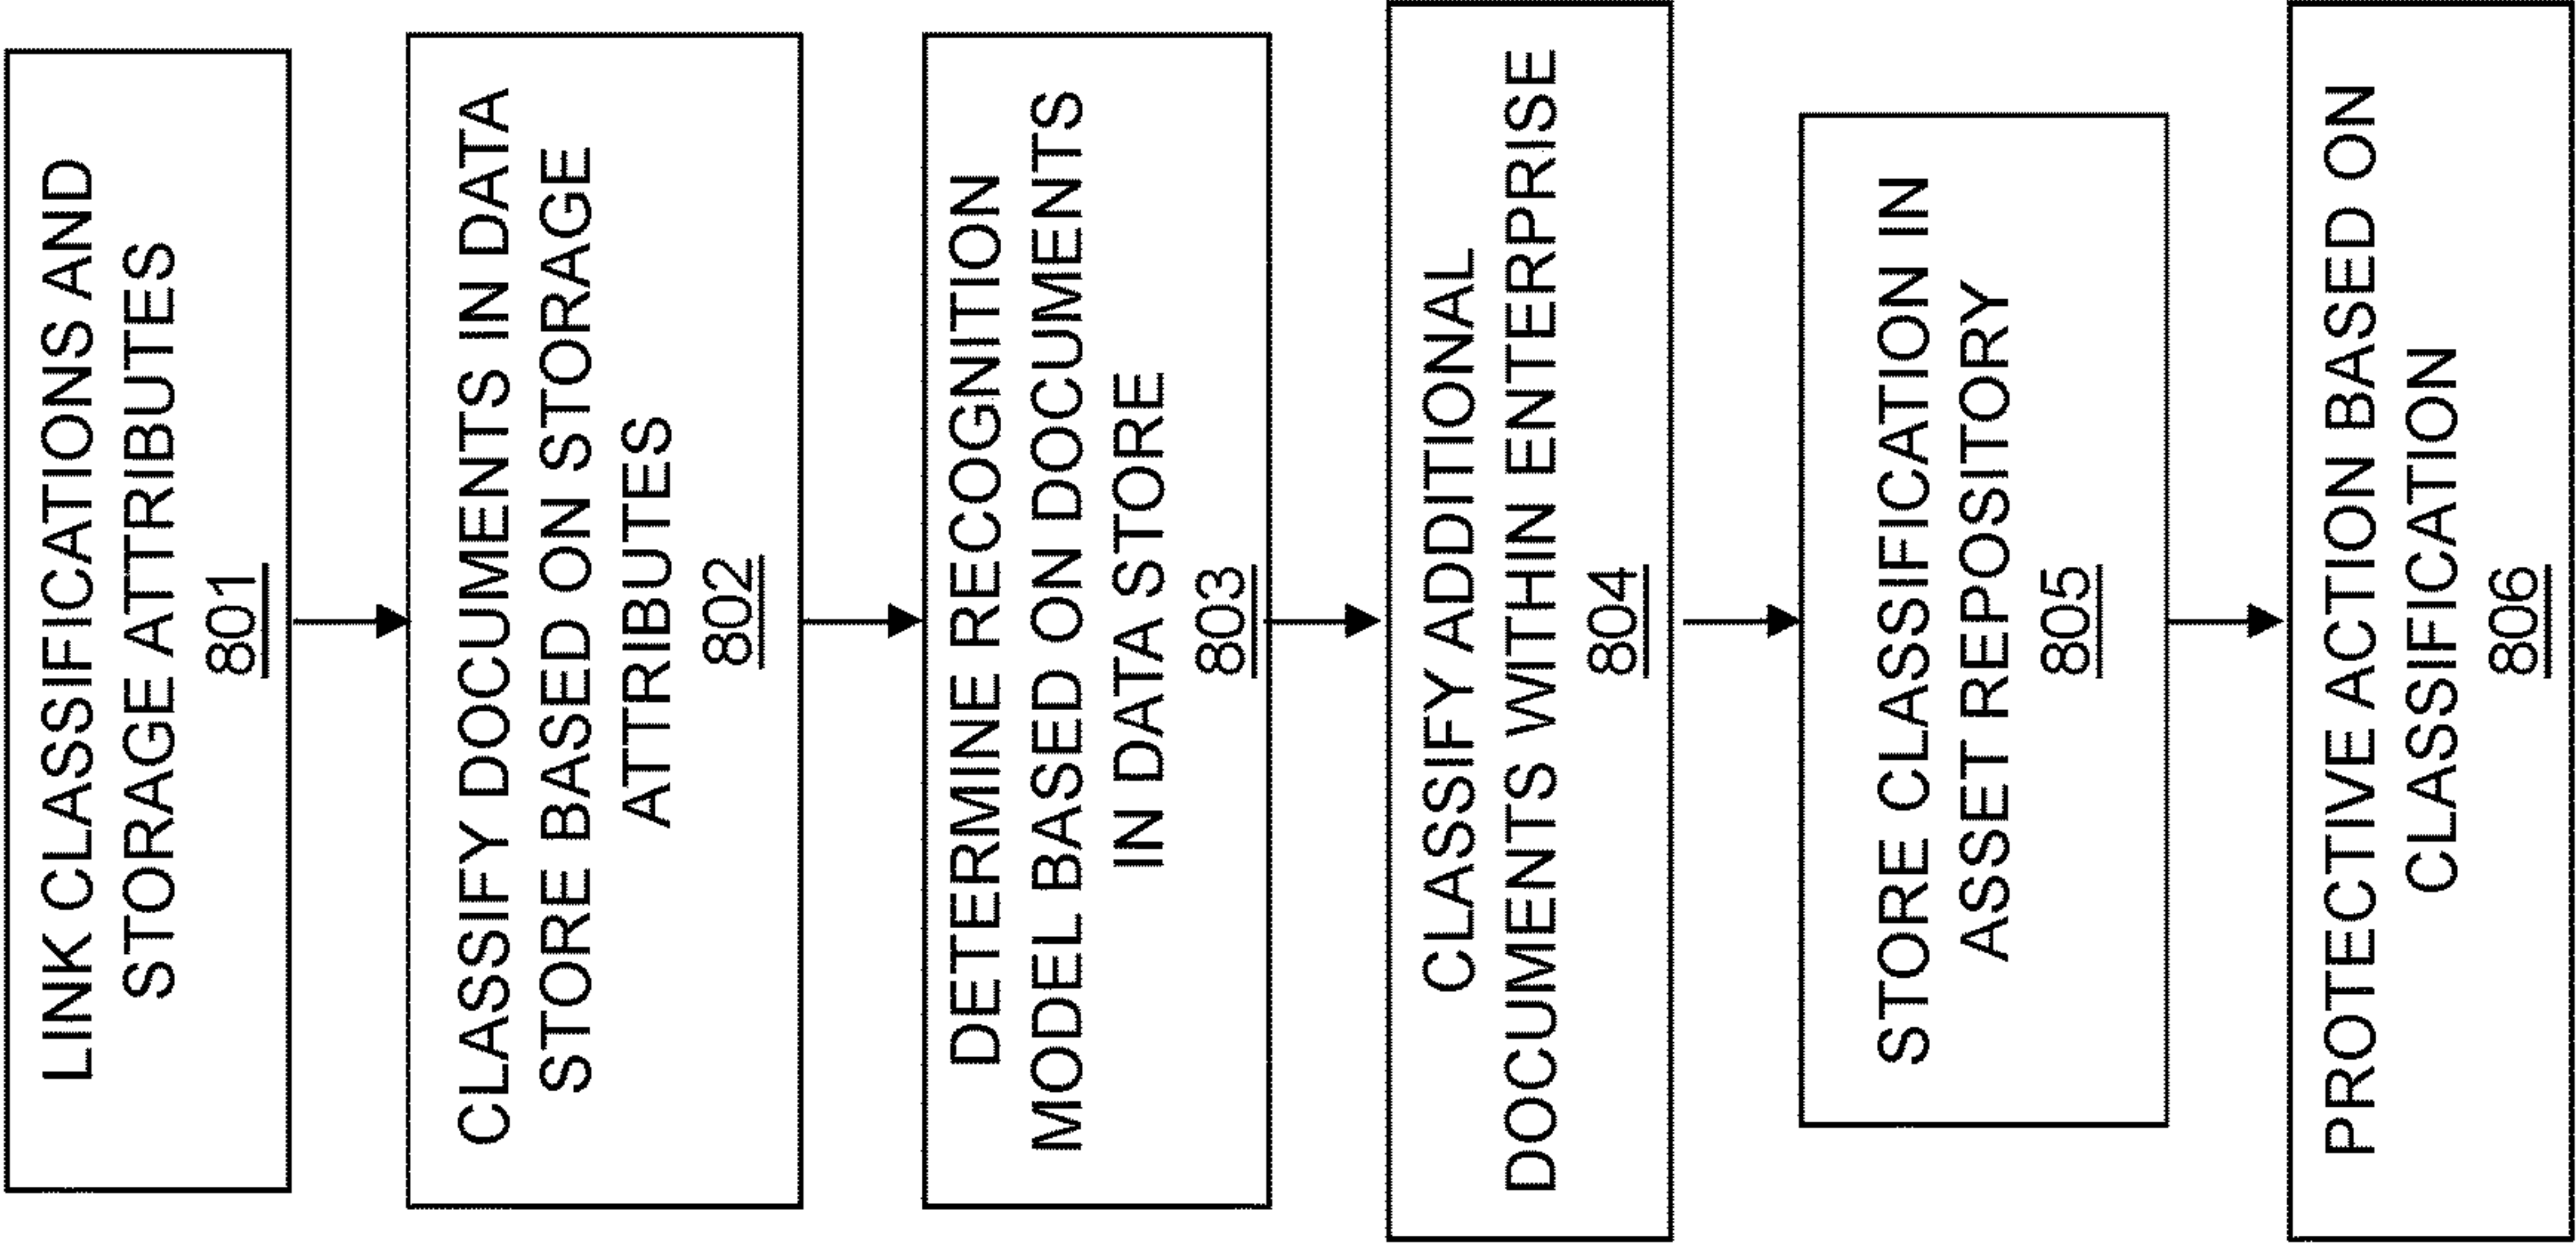 LINK CLASSIFICATIONS AND
STORAGE ATTRIBUTES
801
CLASSIFY DOCUMENTS IN DATA
STORE BASED ON STORAGE
ATTRIBUTES
802
DETERMINE RECOGNITION
MODEL BASED ON DOCUMENTS
IN DATA STORE
803
CLASSIFY ADDITIONAL
DOCUMENTS WITHIN ENTERPRISE
804
STORE CLASSIFICATION IN
ASSET REPOSITORY
805
PROTECTIVE ACTION BASED ON
CLASSIFICATION
806